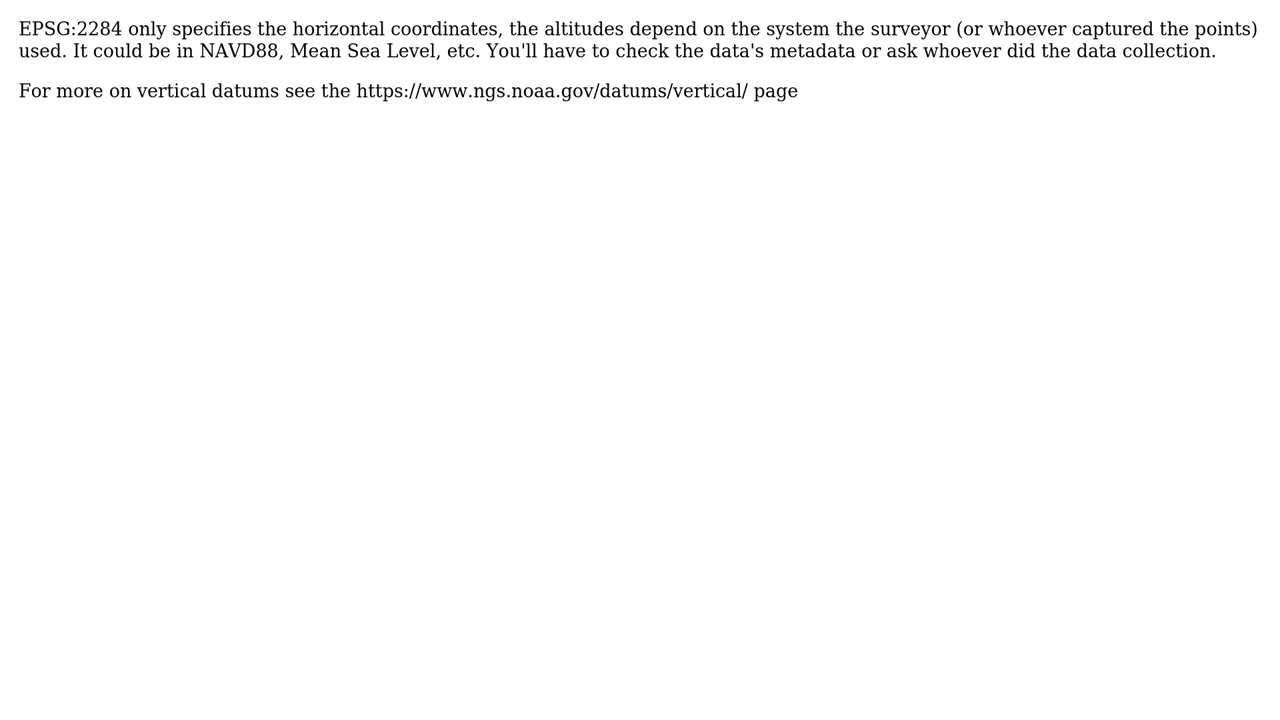 EPSG:2284 only specifies the horizontal coordinates, the altitudes depend on the system the surveyor (or whoever captured the points)
used. It could be in NAVD88, Mean Sea Level, etc. You'll have to check the data's metadata or ask whoever did the data collection.
For more on vertical datums see the https://www.ngs.noaa.gov/datums/vertical/ page